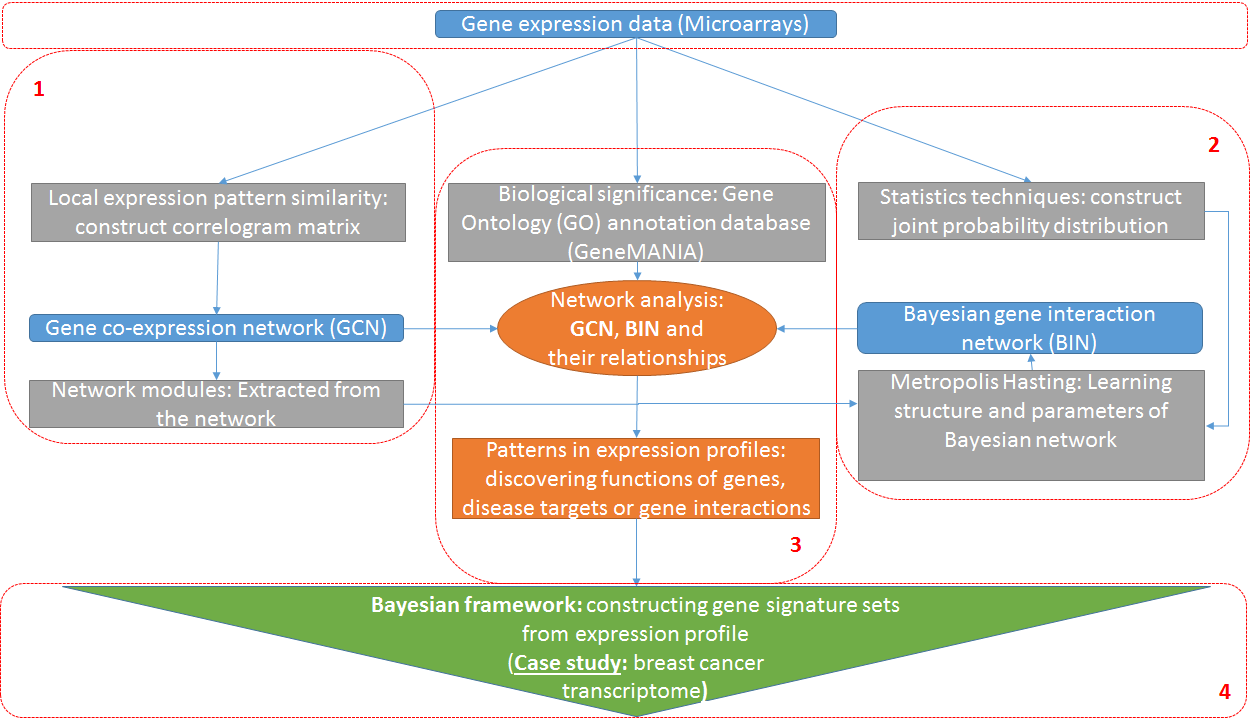 Gene expression data (Microarrays)
1
Local expression pattern similarity:
construct correlogram matrix
Gene co-expression network (GCN)
Network modules: Extracted from
the network
Biological significance: Gene
Ontology (GO) annotation database
(GeneMANIA)
Network analysis:
GCN, BIN and
their relationships
Patterns in expression profiles:
discovering functions of genes,
disease targets or gene interactions
3
2
Statistics techniques: construct
joint probability distribution
Bayesian gene interaction
network (BIN)
Metropolis Hasting: Learning
structure and parameters of
Bayesian network
Bayesian framework: constructing gene signature sets
from expression profile
(Case study: breast cancer
transcriptome)
4